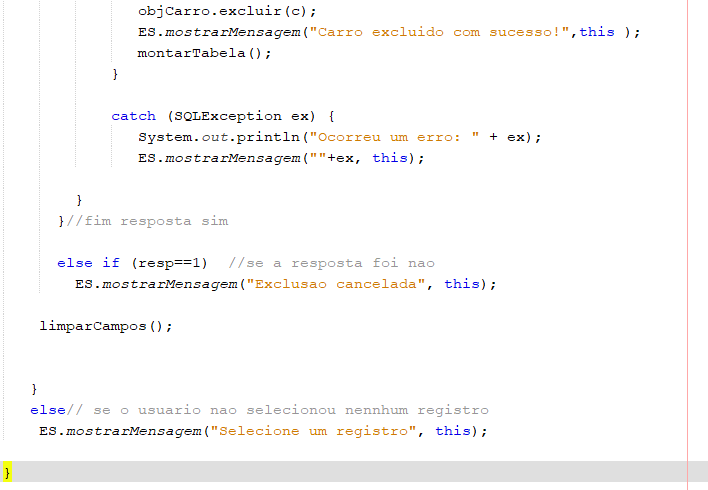 objCarro.excluir(c);
ES.mostrarMensagem("Carro excluido com sucesso!",this );
montarTabela();
}
catch (SQLException ex) {
System.out.println("Ocorreu um erro: " + ex);
ES.mostrarMensagem(""+ex, this);
}
}//fim resposta sim
else if (resp==1)  //se a resposta foi nao
ES.mostrarMensagem("Exclusao cancelada", this);
limparCampos();
}
else// se o usuario nao selecionou nennhum registro
ES.mostrarMensagem("Selecione um registro", this);
}